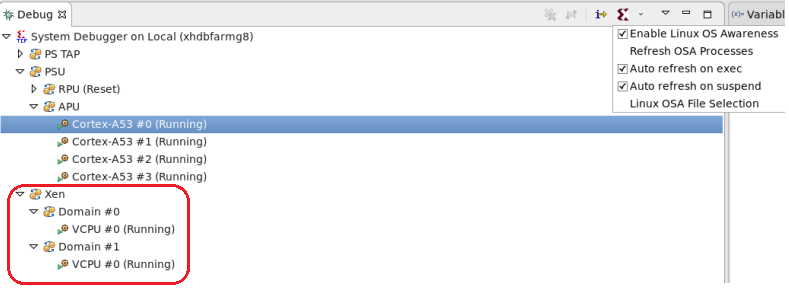 Debug
(x)= Variabl
System Debugger on Local (xhdbfarmg8)
Enable Linux OS Awareness
PS TAP
Refresh OSA Processes
PSU
Auto refresh on exec
RPU (Reset)
Auto refresh on suspend
APU
Linux OSA File Selection
Cortex-A53 #0 (Running)
Cortex-A53 #1 (Running)
Cortex-A53 #2 (Running)
Cortex-A53 #3 (Running)
Xen
Domain #0
VCPU #0 (Running)
Domain #1
VCPU #0 (Running)